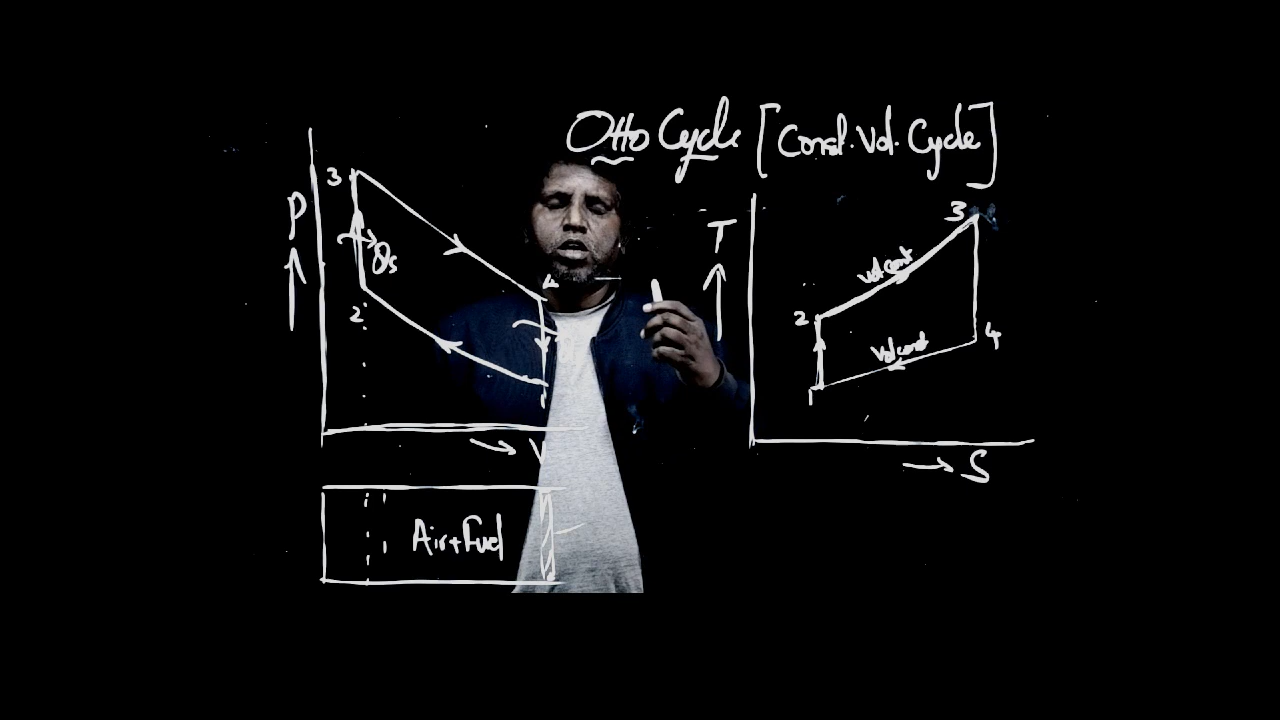 Otto Cycle [Const. Vol. Cycle]
P
3
Qs
2
4
1
V
Air+Fuel
T
3
vol const
2
vol const
4
1
S